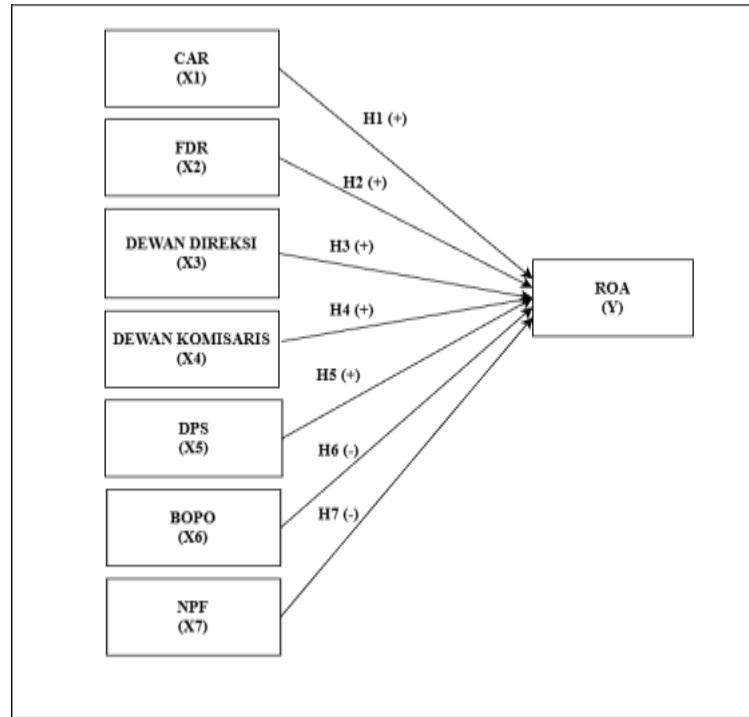 CAR
(X1)
H1 (+)
FDR
(X2)
H2 (+)
DEWAN DIREKSI
(X3)
H3 (+)
ROA
(Y)
H4 (+)
DEWAN KOMISARIS
(X4)
H5 (+)
DPS
(X5)
H6 (-)
BOPO
(X6)
H7 (-)
NPF
(X7)